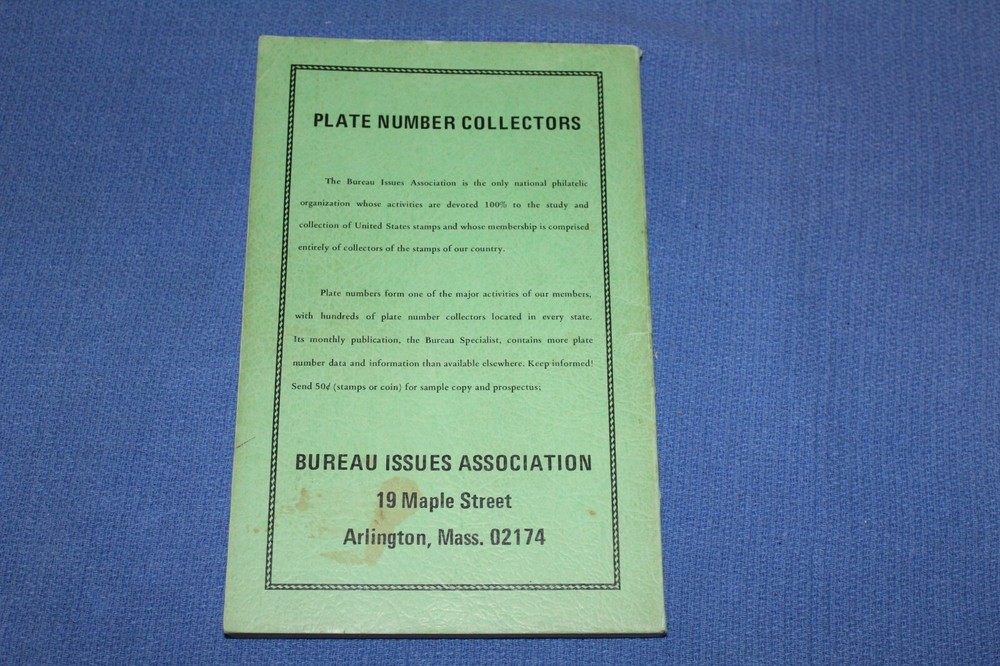 PLATE NUMBER COLLECTORS
The Bureau Issues Association is the only national philatelic
organization whose activities are devoted 100% to the study and
collection of United States stamps and whose membership is comprised
entirely of collectors of the stamps of our country.
Plate numbers form one of the major activities of our members,
with hundreds of plate number collectors located in every state.
Its monthly publication, the Bureau Specialist, contains more plate
number data and information than available elsewhere. Keep informed!
Send 50¢ (stamps or coin) for sample copy and prospectus;
BUREAU ISSUES ASSOCIATION
19 Maple Street
Arlington, Mass. 02174